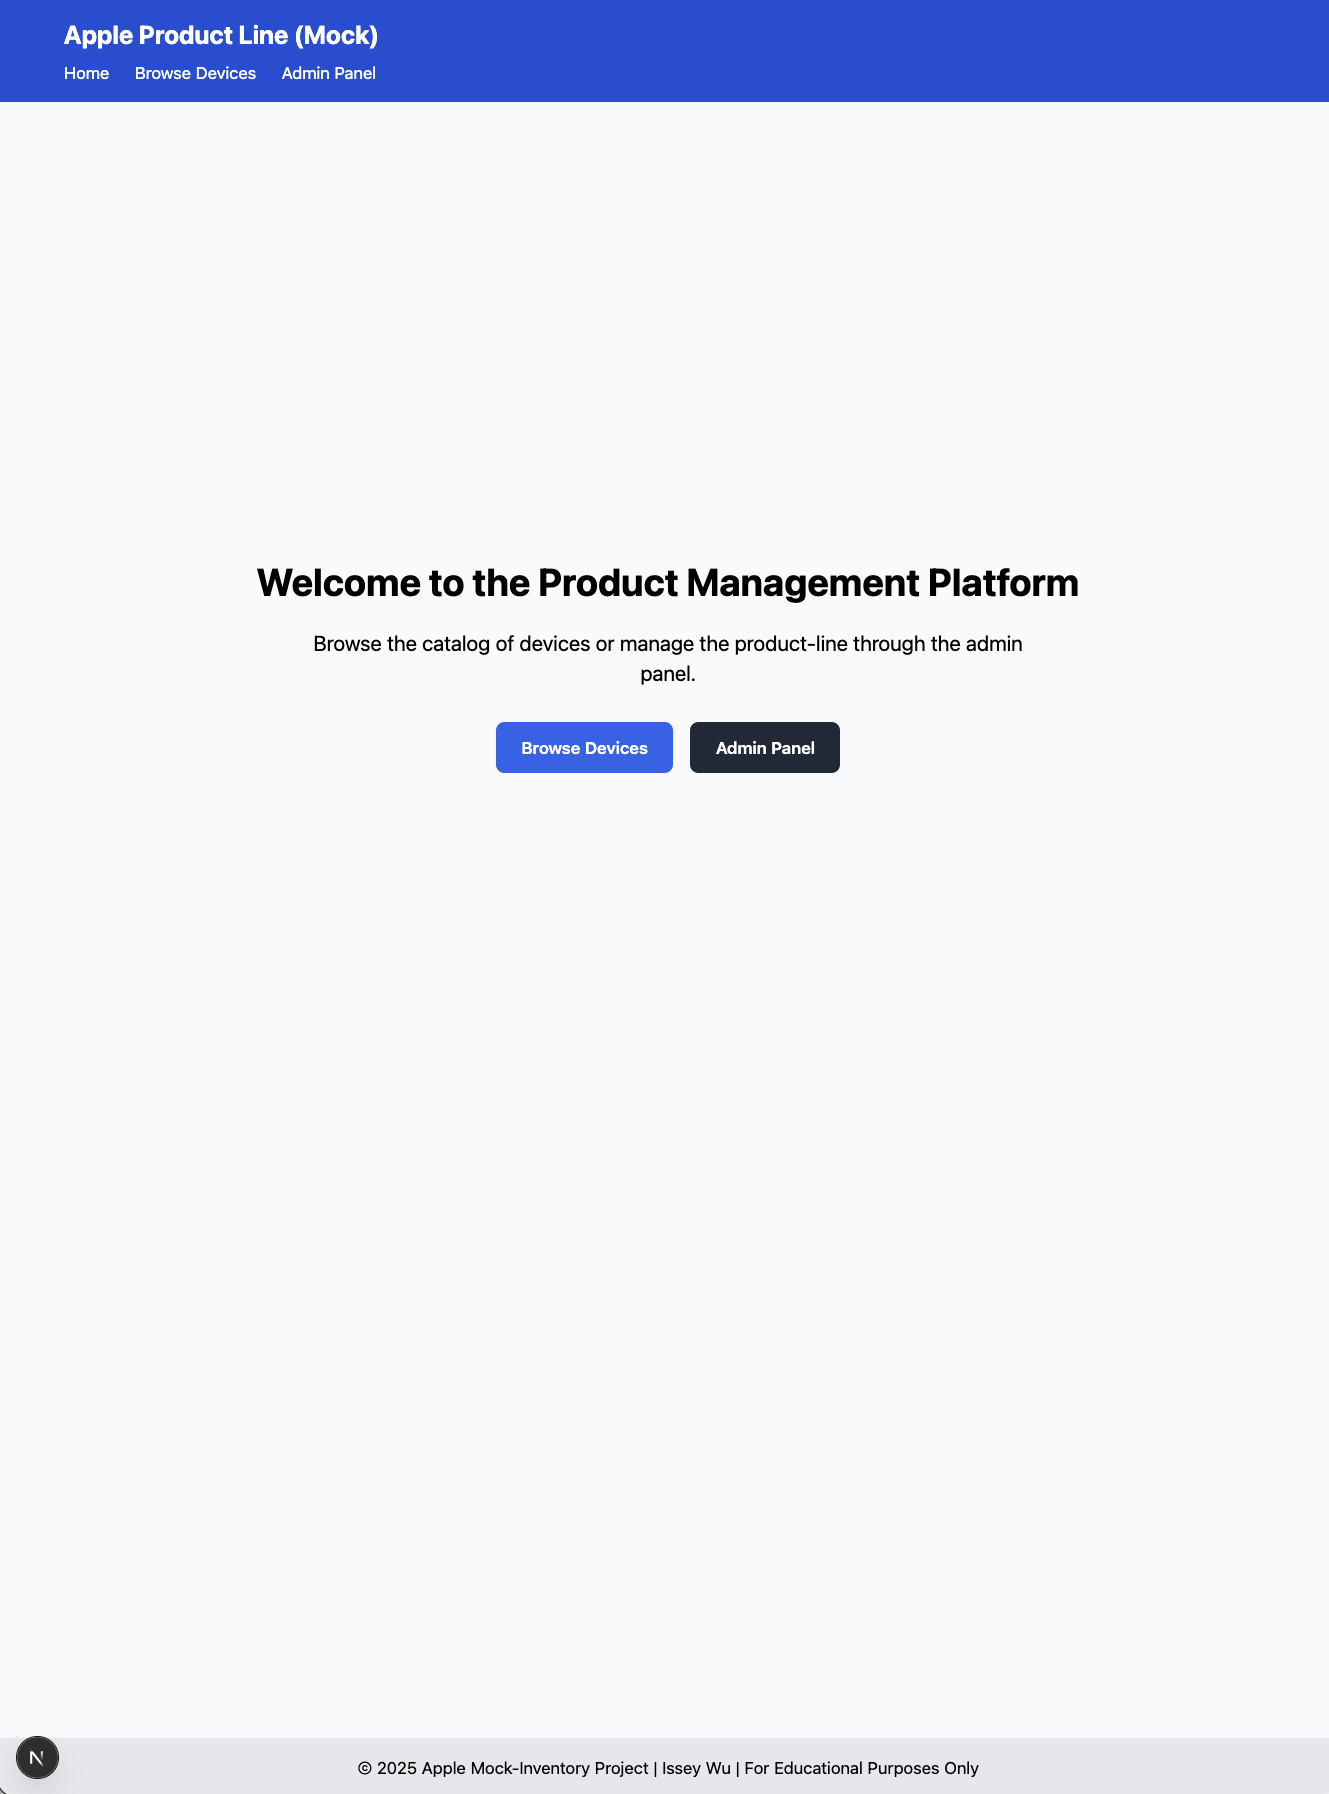 Apple Product Line (Mock)
Home Browse Devices Admin Panel
Welcome to the Product Management Platform
Browse the catalog of devices or manage the product-line through the admin
panel.
Browse Devices Admin Panel
N
© 2025 Apple Mock-Inventory Project | Issey Wu | For Educational Purposes Only